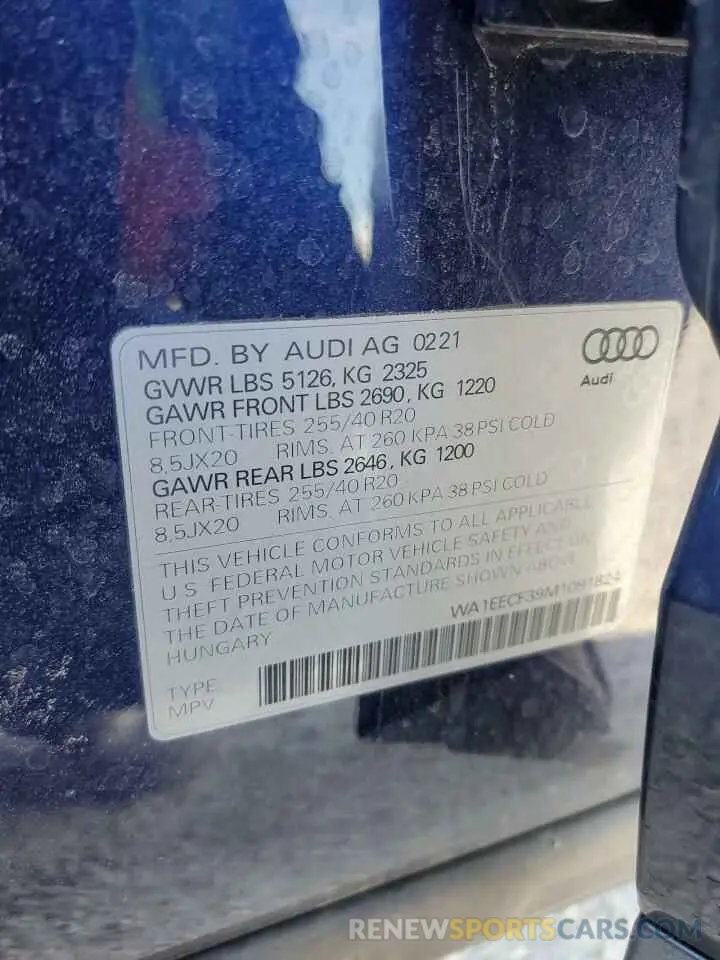 MFD. BY AUDI AG 0221
GVWR LBS 5126, KG 2325
GAWR FRONT LBS 2690, KG 1220
FRONT-TIRES 255/40 R20
8,5JX20 RIMS, AT 260 KPA 38 PSI COLD
GAWR REAR LBS 2646, KG 1200
REAR-TIRES 255/40 R20
8,5JX20 RIMS, AT 260 KPA 38 PSI COLD
Audi
THIS VEHICLE CONFORMS TO ALL APPLICABLE
U S FEDERAL MOTOR VEHICLE SAFETY AND
THEFT PREVENTION STANDARDS IN EFFECT ON
THE DATE OF MANUFACTURE SHOWN ABOVE
HUNGARY
WA1EECF39M1091824
TYPE
MPV
RENEWSPORTSCARS.COM